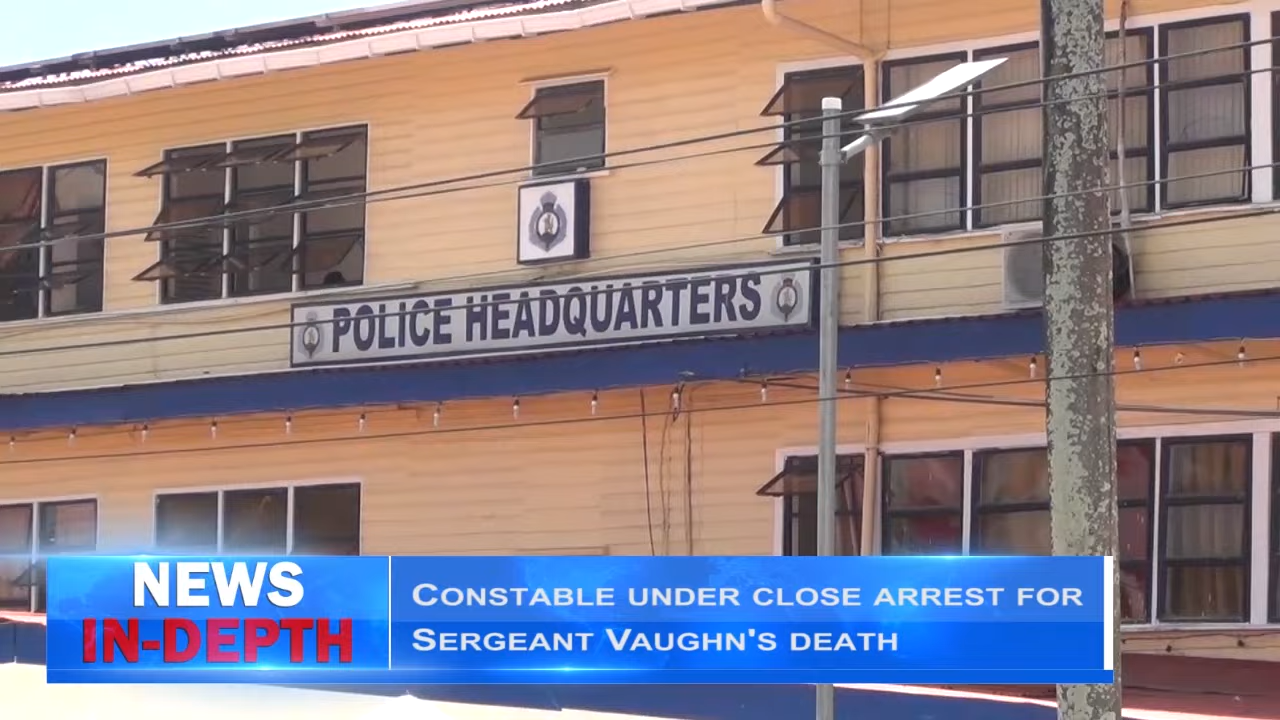 POLICE HEADQUARTERS
NEWS
IN-DEPTH
CONSTABLE UNDER CLOSE ARREST FOR
SERGEANT VAUGHN'S DEATH